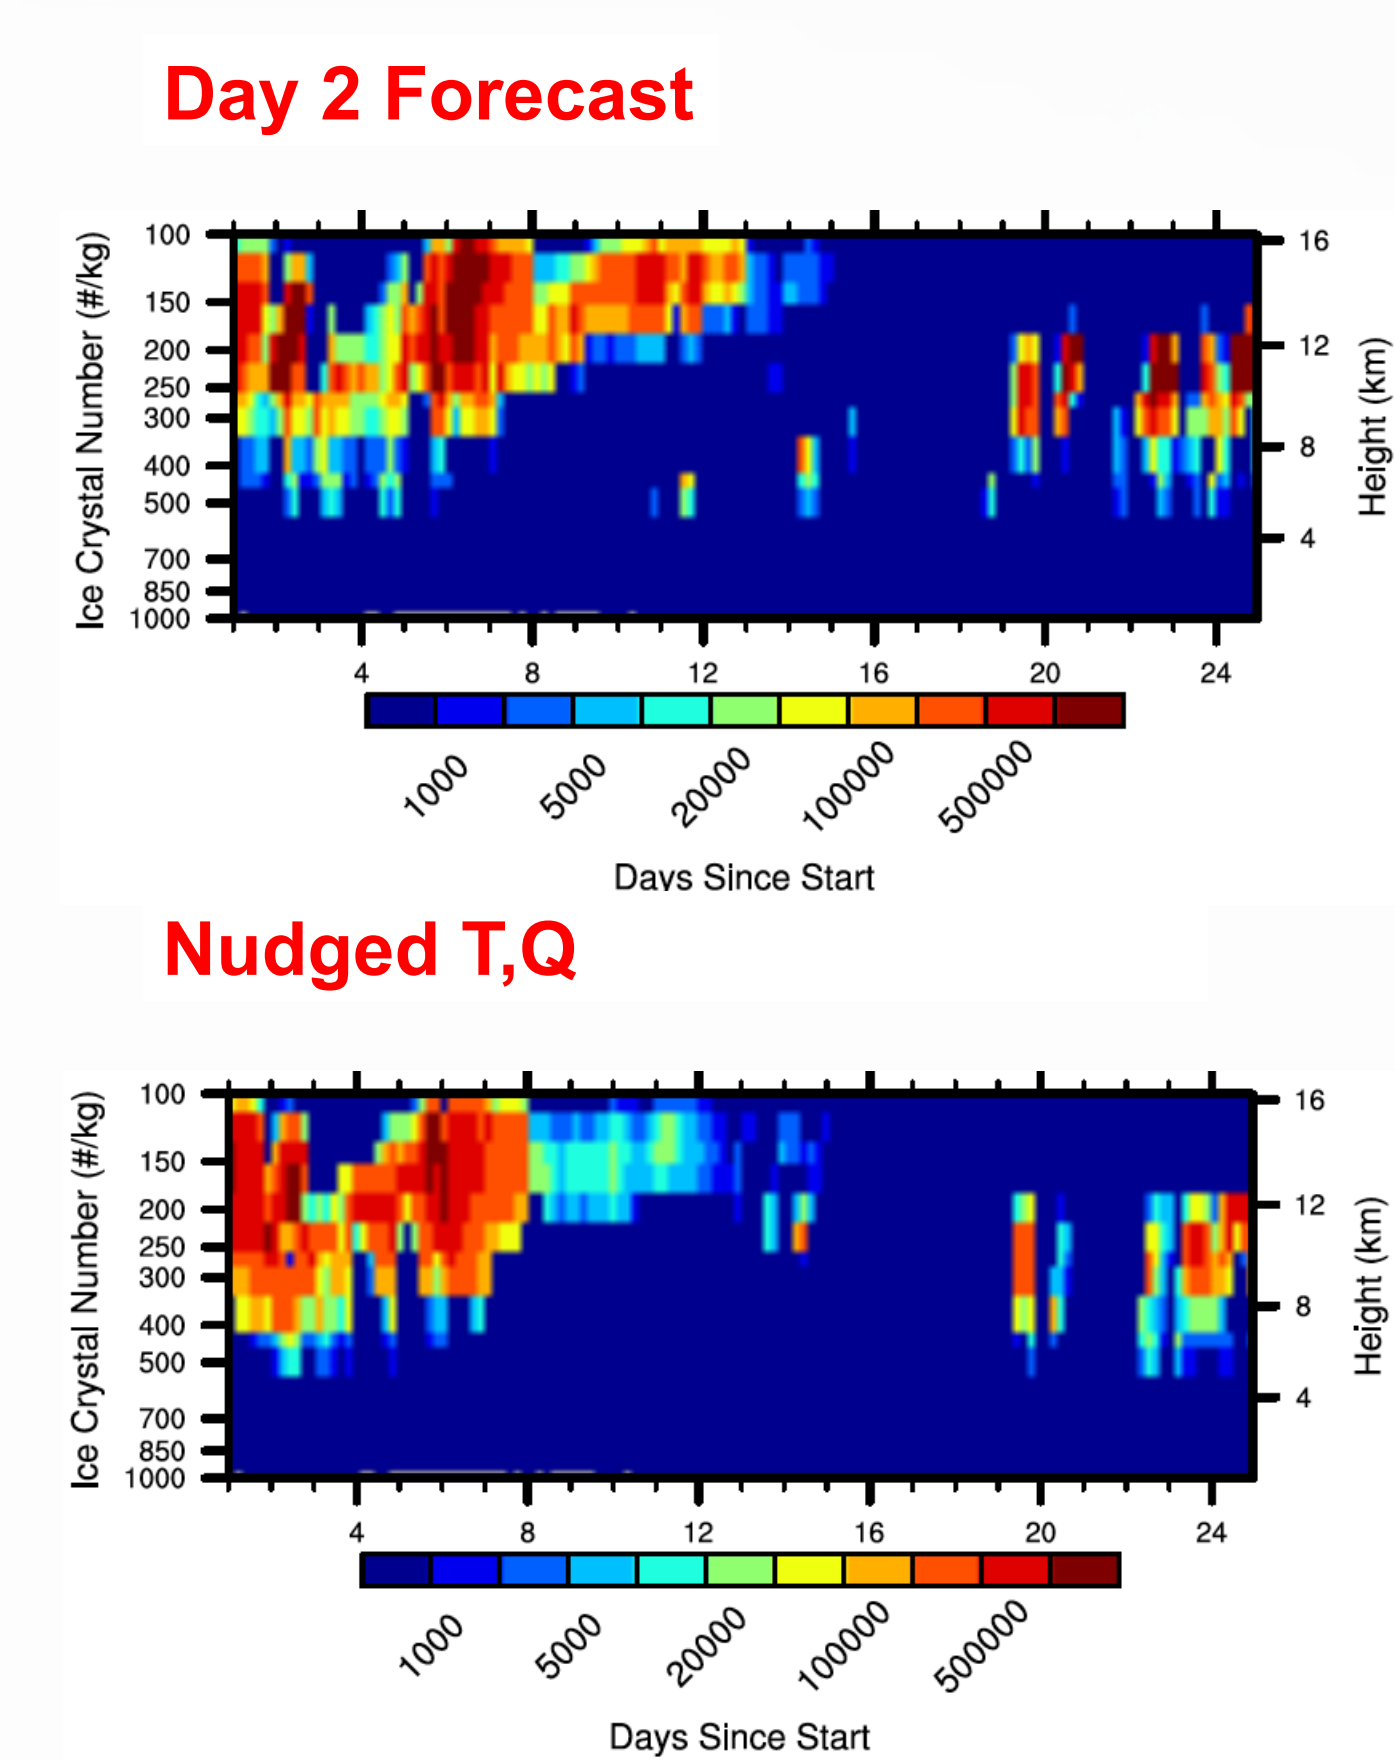 Day 2 Forecast
Ice Crystal Number (#/kg)
100
150
200
250
300
400
500
700
850
1000
16
12
8
4
Height (km)
4 8 12 16 20 24
1000 5000 20000 100000 500000
Days Since Start
Nudged T,Q
Ice Crystal Number (#/kg)
100
150
200
250
300
400
500
700
850
1000
16
12
8
4
Height (km)
4 8 12 16 20 24
1000 5000 20000 100000 500000
Days Since Start